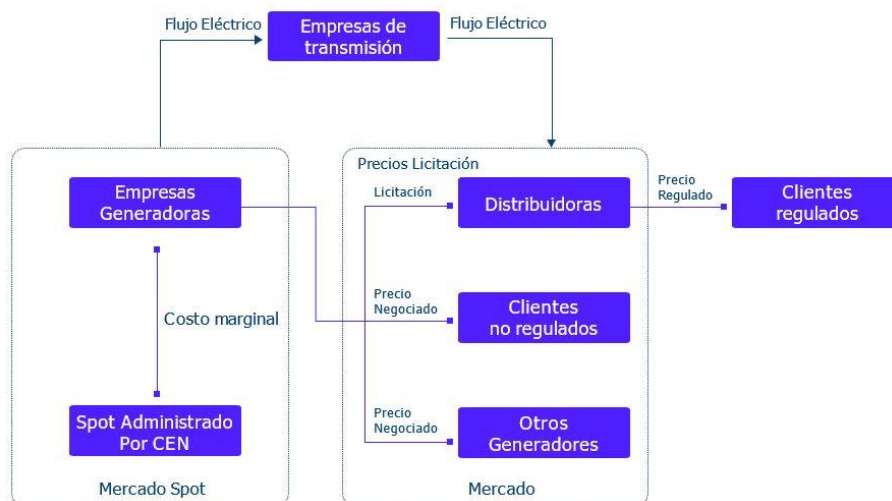 Flujo Eléctrico
Empresas de
transmisión
Flujo Eléctrico
Empresas
Generadoras
Costo marginal
Spot Administrado
Por CEN
Mercado Spot
Precios Licitación
Licitación
Distribuidoras
Precio
Regulado
Clientes
regulados
Precio
Negociado
Clientes
no regulados
Precio
Negociado
Otros
Generadores
Mercado